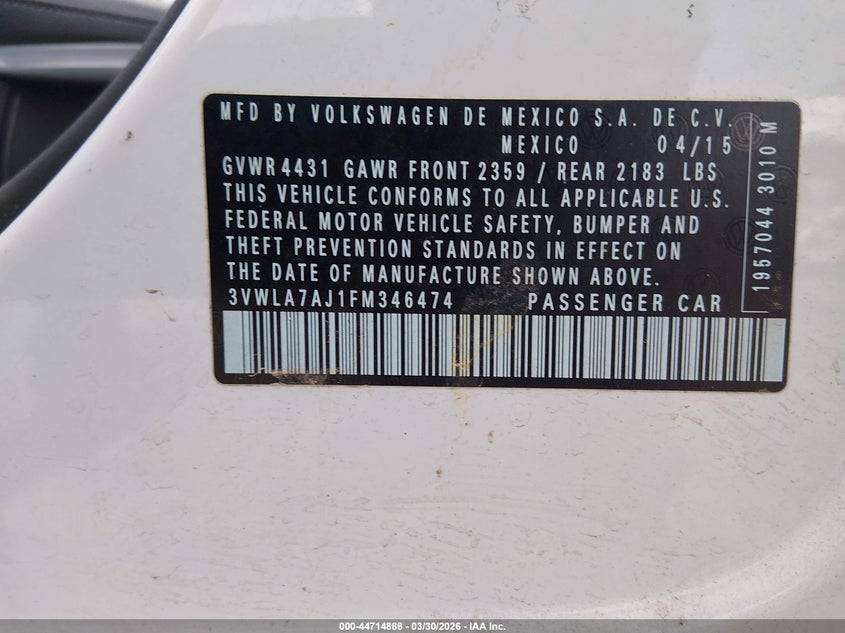 MFD BY VOLKSWAGEN DE MEXICO S.A. DE C.V.
MEXICO 04/15
GVWR 4431 GAWR FRONT 2359 / REAR 2183 LBS
THIS VEHICLE CONFORMS TO ALL APPLICABLE U.S.
FEDERAL MOTOR VEHICLE SAFETY, BUMPER AND
THEFT PREVENTION STANDARDS IN EFFECT ON
THE DATE OF MANUFACTURE SHOWN ABOVE.
3VWLA7AJ1FM346474 PASSENGER CAR
1957044 3010 M
000-44714888 - 03/30/2026 - IAA Inc.